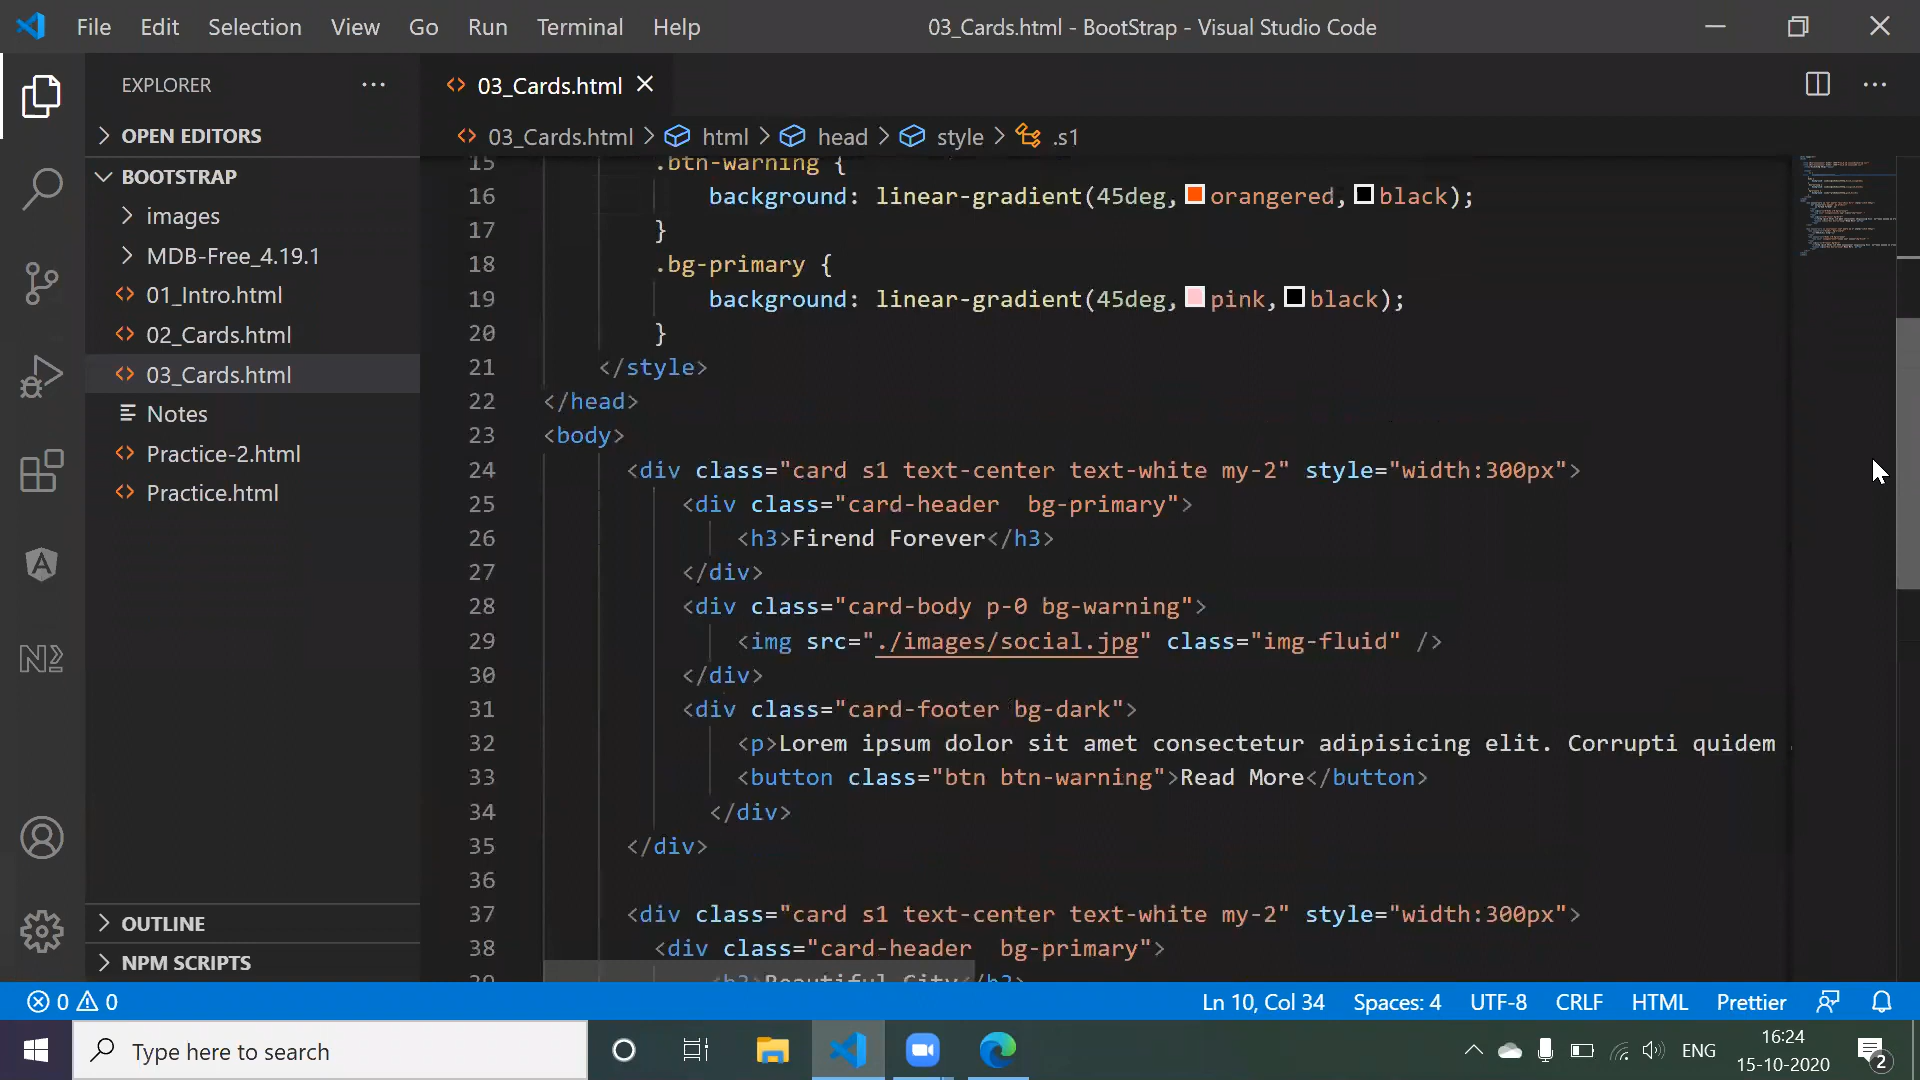 File Edit Selection View Go Run Terminal Help
03_Cards.html - BootStrap - Visual Studio Code
EXPLORER
OPEN EDITORS
BOOTSTRAP
images
MDB-Free_4.19.1
01_Intro.html
02_Cards.html
03_Cards.html
Notes
Practice-2.html
Practice.html
OUTLINE
NPM SCRIPTS
03_Cards.html
03_Cards.html > html > head > style > .s1
15 .btn-warning {
16 background: linear-gradient(45deg, orangered, black);
17 }
18 .bg-primary {
19 background: linear-gradient(45deg, pink, black);
20 }
21 </style>
22 </head>
23 <body>
24 <div class="card s1 text-center text-white my-2" style="width:300px">
25 <div class="card-header  bg-primary">
26 <h3>Firend Forever</h3>
27 </div>
28 <div class="card-body p-0 bg-warning">
29 <img src="./images/social.jpg" class="img-fluid" />
30 </div>
31 <div class="card-footer bg-dark">
32 <p>Lorem ipsum dolor sit amet consectetur adipisicing elit. Corrupti quidem
33 <button class="btn btn-warning">Read More</button>
34 </div>
35 </div>
36
37 <div class="card s1 text-center text-white my-2" style="width:300px">
38 <div class="card-header  bg-primary">
39 <h3>Beautiful City</h3>
0 0
Ln 10, Col 34 Spaces: 4 UTF-8 CRLF HTML Prettier
Type here to search
ENG
16:24
15-10-2020
2